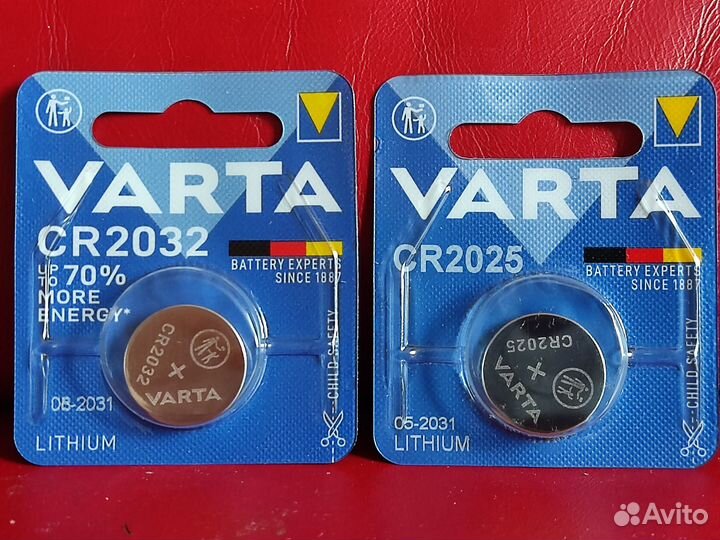 VARTA
CR2032
UP TO 70%
MORE
ENERGY*
BATTERY EXPERTS
SINCE 1887
CR2032
+
VARTA
CHILD SAFETY
05-2031
LITHIUM
VARTA
CR2025
BATTERY EXPERTS
SINCE 1887
CR2025
+
VARTA
CHILD SAFETY
05-2031
LITHIUM
Avito